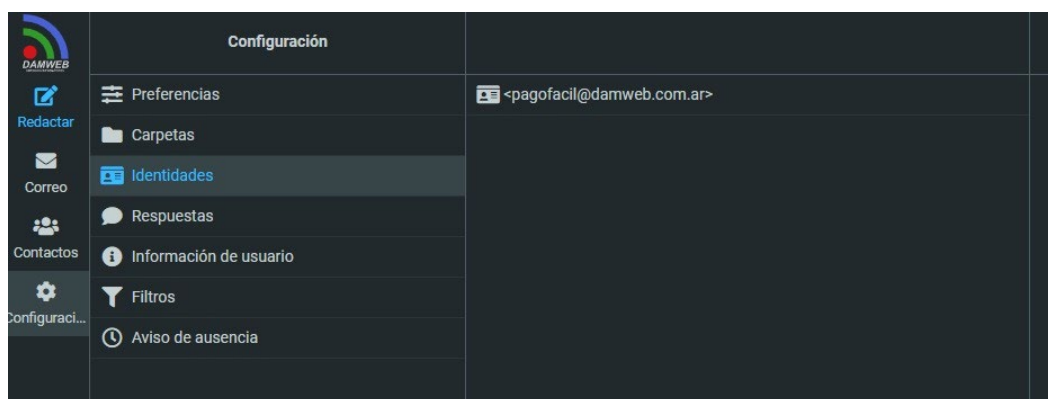 DAMWEB
Redactar
Correo
Contactos
Configuraci...
Configuración
Preferencias
Carpetas
Identidades
Respuestas
Información de usuario
Filtros
Aviso de ausencia
<pagofacil@damweb.com.ar>